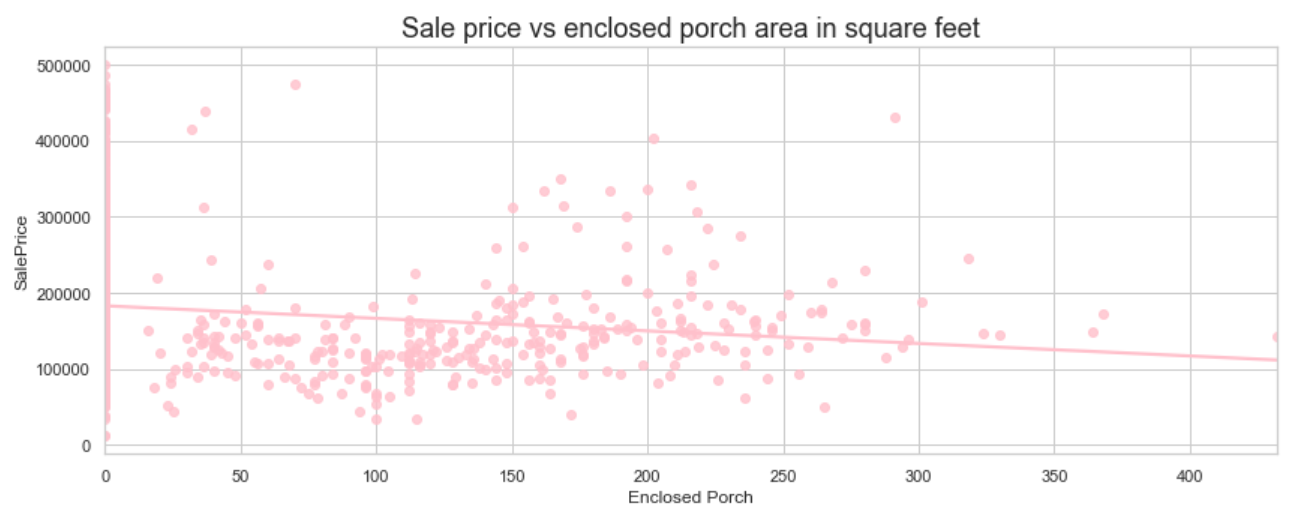 Sale price vs enclosed porch area in square feet
SalePrice
500000
400000
300000
200000
100000
0
0 50 100 150 200 250 300 350 400
Enclosed Porch